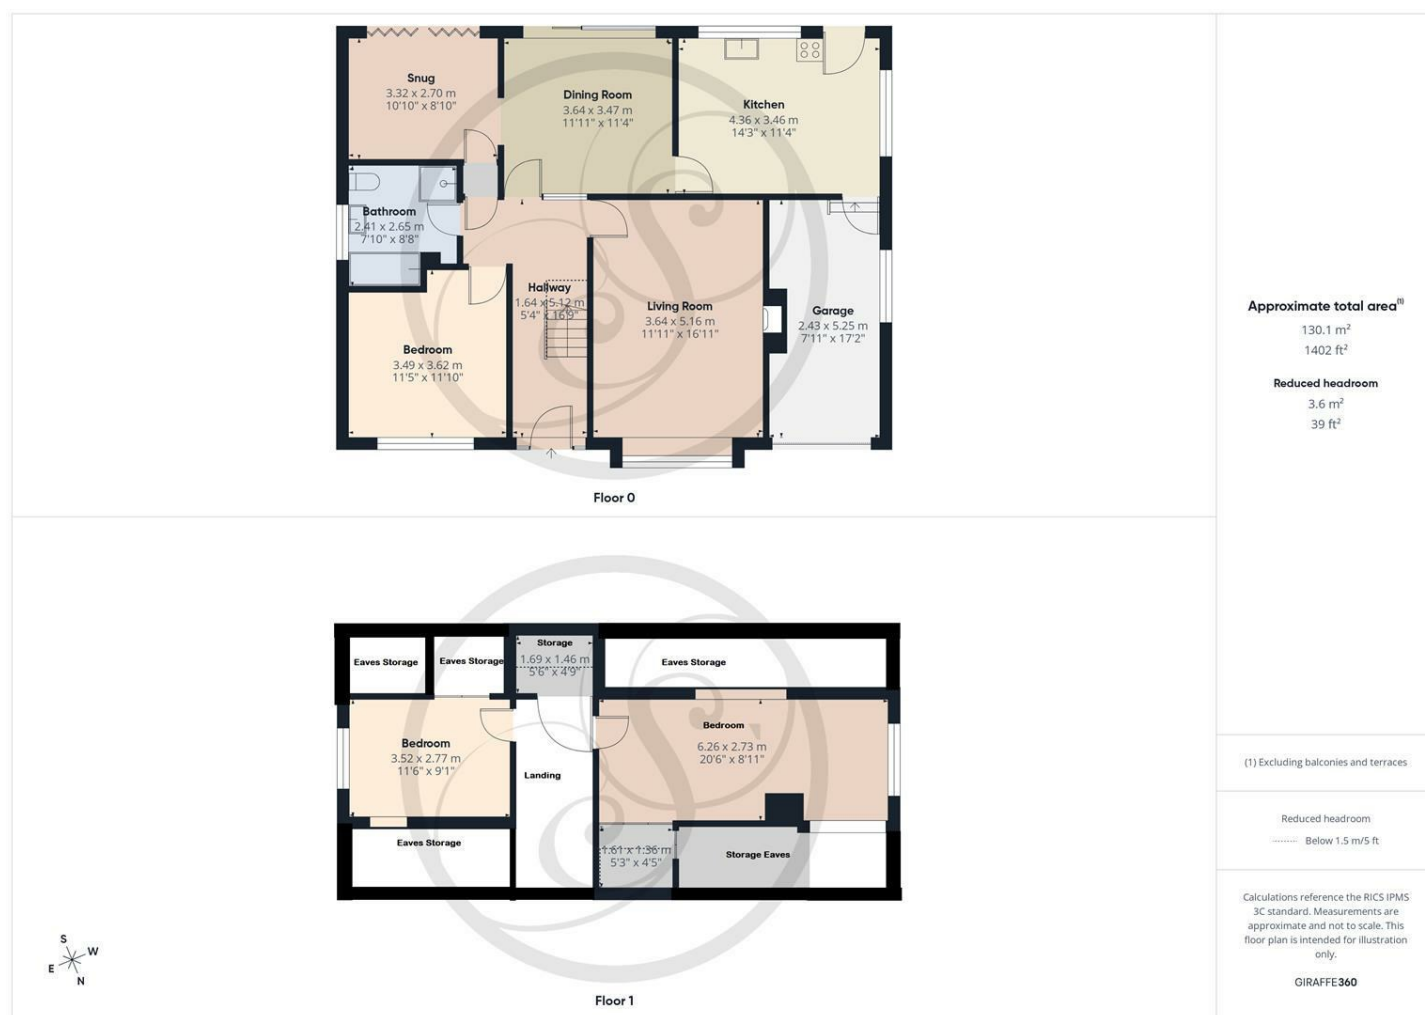 Snug
3.32 x 2.70 m
10'10" x 8'10"
Dining Room
3.64 x 3.47 m
11'11" x 11'4"
Kitchen
4.36 x 3.46 m
14'3" x 11'4"
Bathroom
2.41 x 2.65 m
7'10" x 8'8"
Hallway
1.64 x 5.12 m
5'4" x 16'9"
Living Room
3.64 x 5.16 m
11'11" x 16'11"
Garage
2.43 x 5.25 m
7'11" x 17'2"
Bedroom
3.49 x 3.62 m
11'5" x 11'10"
Floor 0
Eaves Storage
Eaves Storage
Storage
1.69 x 1.46 m
5'6" x 4'9"
Eaves Storage
Bedroom
3.52 x 2.77 m
11'6" x 9'1"
Landing
Bedroom
6.26 x 2.73 m
20'6" x 8'11"
Eaves Storage
1.61 x 1.36 m
5'3" x 4'5"
Storage Eaves
S
W
E
N
Floor 1
Approximate total area(1)
130.1 m²
1402 ft²
Reduced headroom
3.6 m²
39 ft²
(1) Excluding balconies and terraces
Reduced headroom
Below 1.5 m/5 ft
Calculations reference the RICS IPMS
3C standard. Measurements are
approximate and not to scale. This
floor plan is intended for illustration
only.
GIRAFFE360